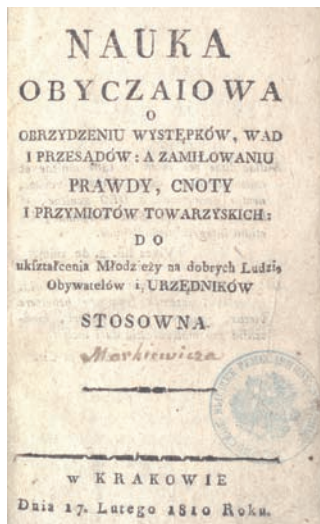 NAUKA
OBYCZAIOWA
O
OBRZYDZENIU WYSTĘPKÓW, WAD
I PRZESĄDÓW: A ZAMIŁOWANIU
PRAWDY, CNOTY
I PRZYMIOTÓW TOWARZYSKICH:
DO
ukształcenia Młodzieży na dobrych Ludzi,
Obywatelów i, URZĘDNIKÓW
STOSOWNA
Markiewicza
w KRAKOWIE
Dnia 17. Lutego 1810 Roku.